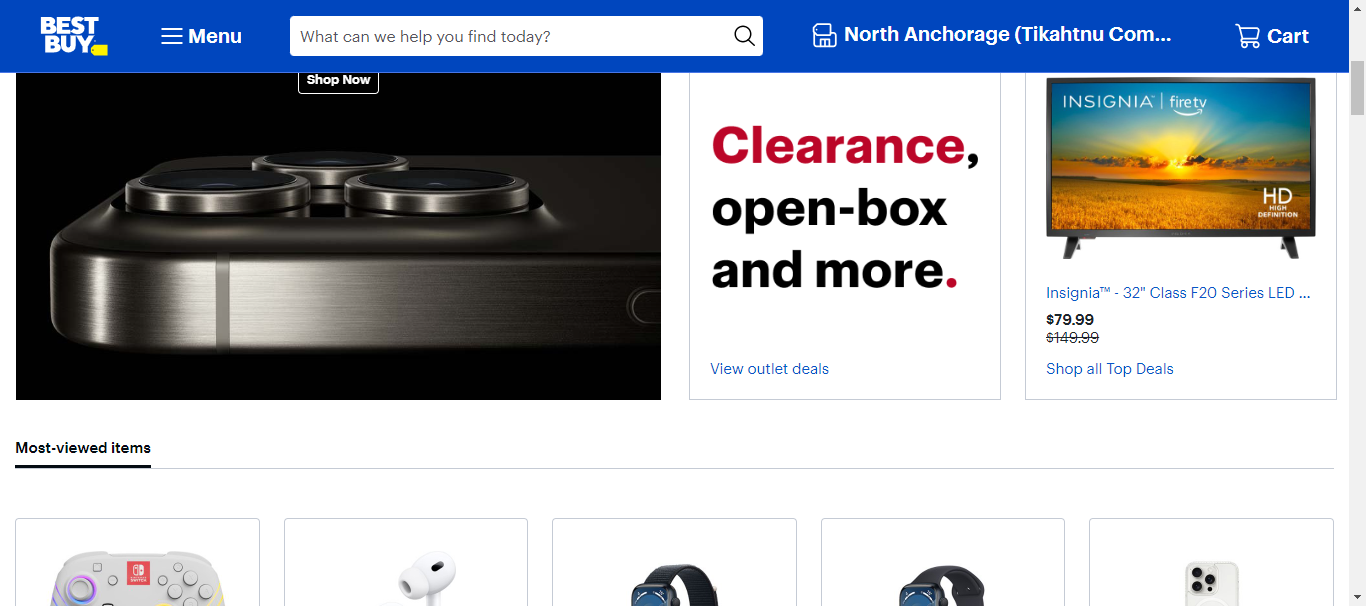 BEST
BUY
Menu
What can we help you find today?
North Anchorage (Tikahtnu Com...
Cart
Shop Now
Clearance,
open-box
and more.
View outlet deals
INSIGNIA™ | fire tv
HD
HIGH
DEFINITION
Insignia™ - 32" Class F20 Series LED ...
$79.99
$149.99
Shop all Top Deals
Most-viewed items